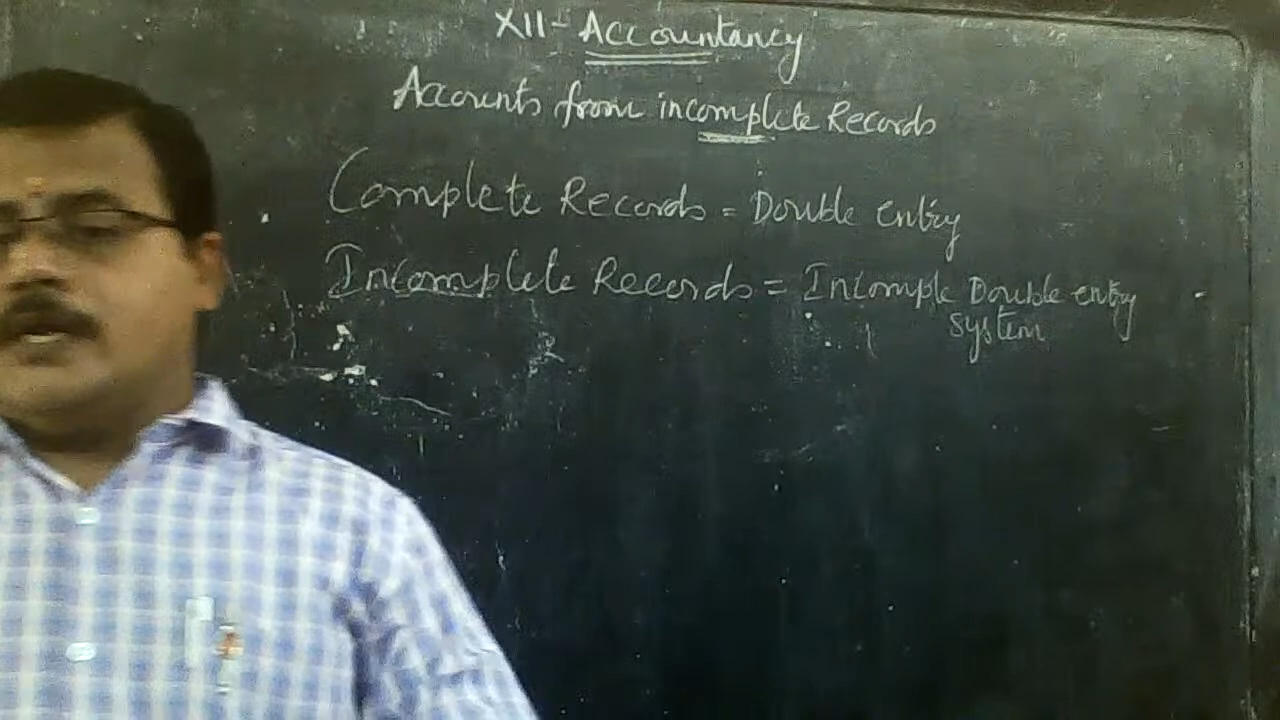 XII - Accountancy
Accounts from incomplete Records
Complete Records = Double entry
Incomplete Records = Incomple Double entry
system